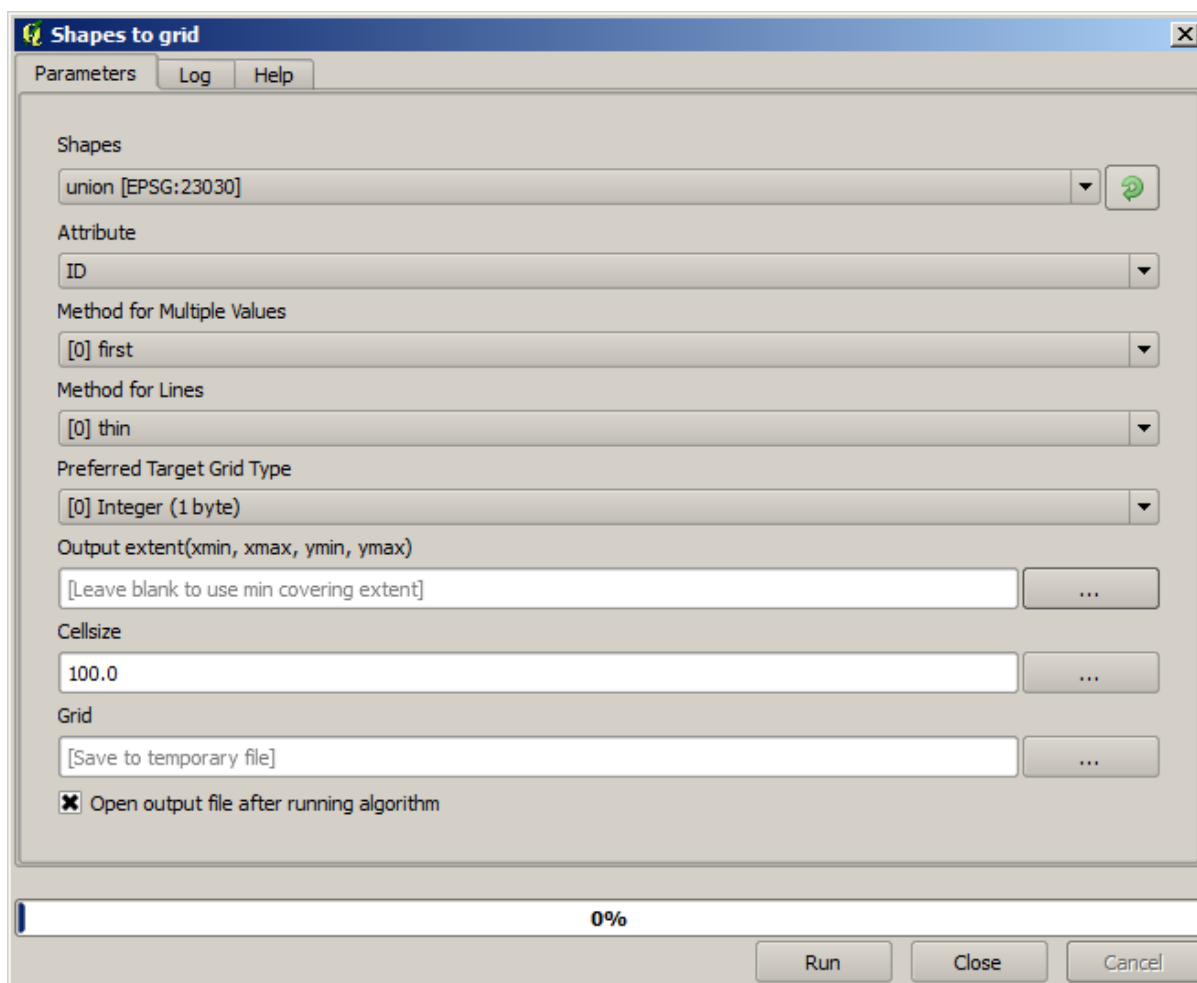 Shapes to grid
Parameters Log Help
Shapes
union [EPSG:23030]
Attribute
ID
Method for Multiple Values
[0] first
Method for Lines
[0] thin
Preferred Target Grid Type
[0] Integer (1 byte)
Output extent(xmin, xmax, ymin, ymax)
[Leave blank to use min covering extent] ...
Cellsize
100.0 ...
Grid
[Save to temporary file] ...
Open output file after running algorithm
0%
Run Close Cancel